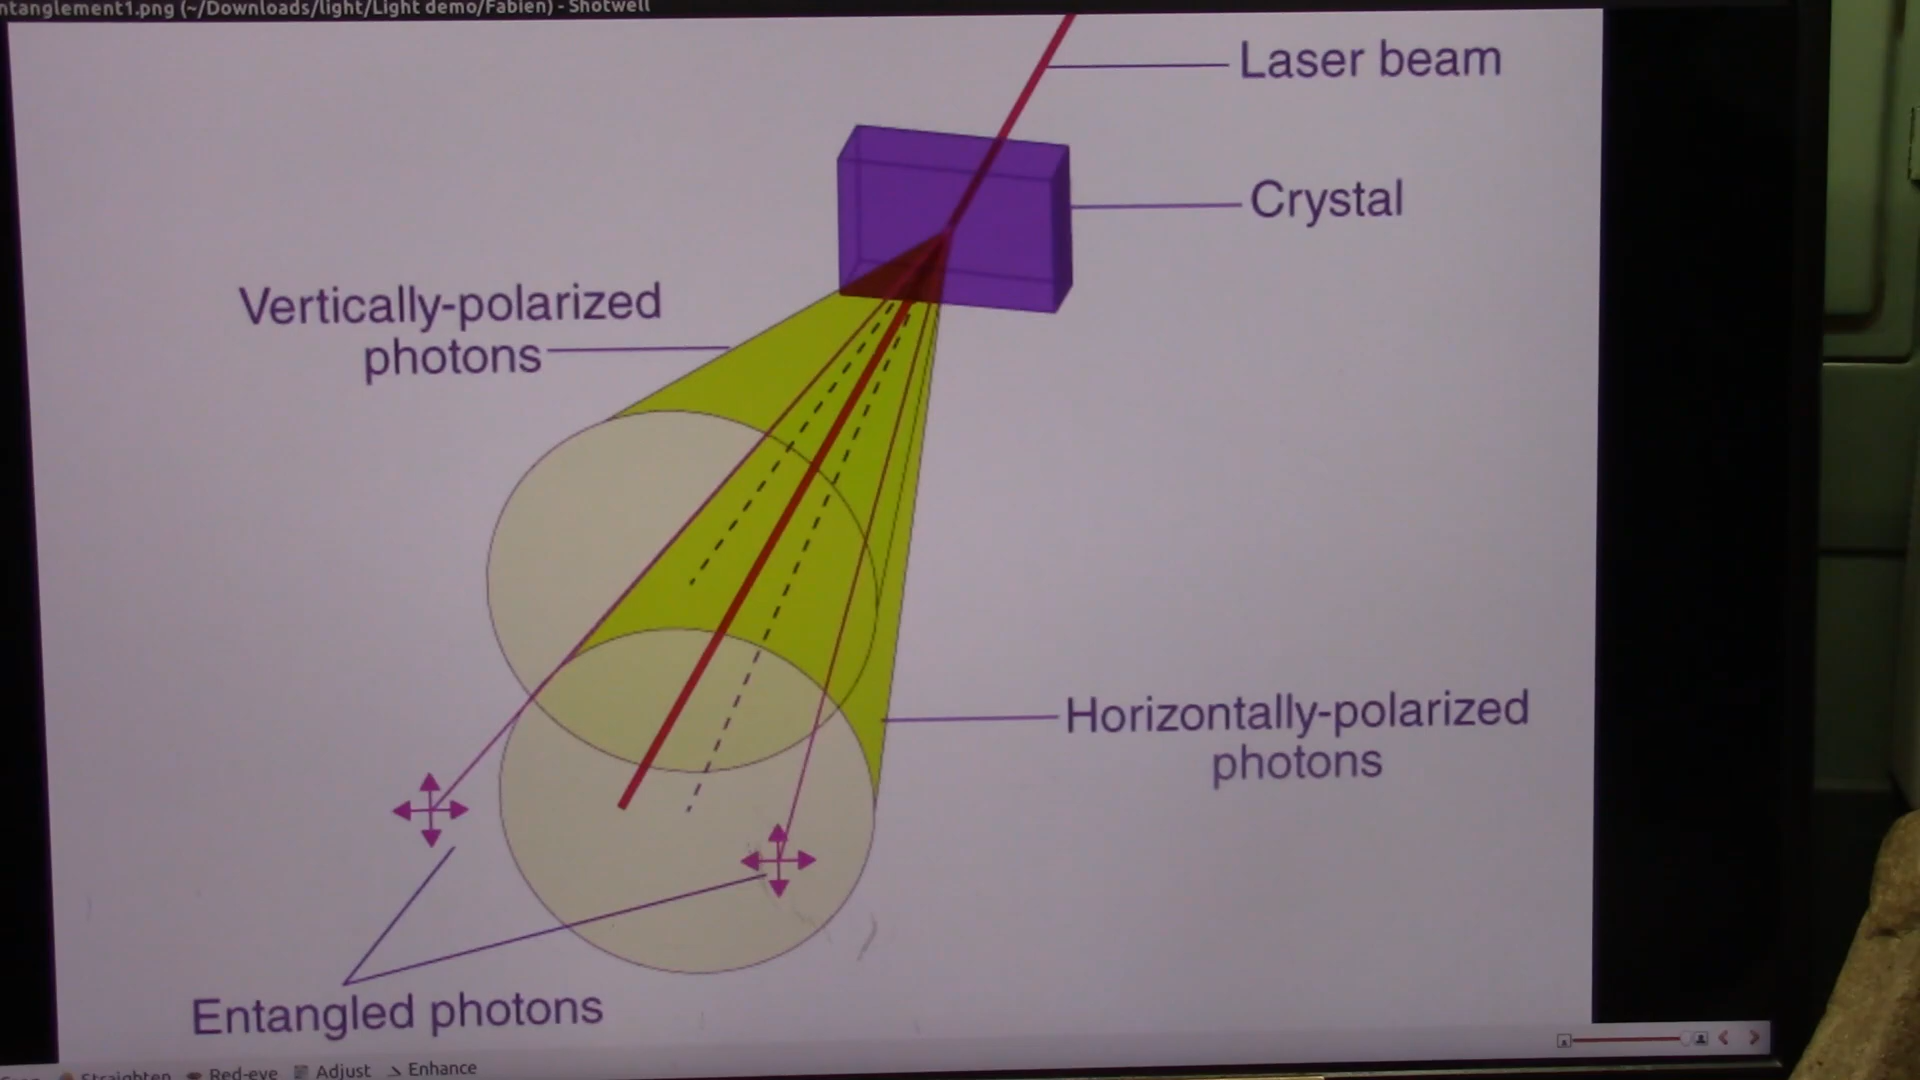 ntanglement1.png (~/Downloads/light/Light demo/Fabien) - Shotwell
Laser beam
Crystal
Vertically-polarized
photons
Horizontally-polarized
photons
Entangled photons
Straighten Red-eye Adjust Enhance